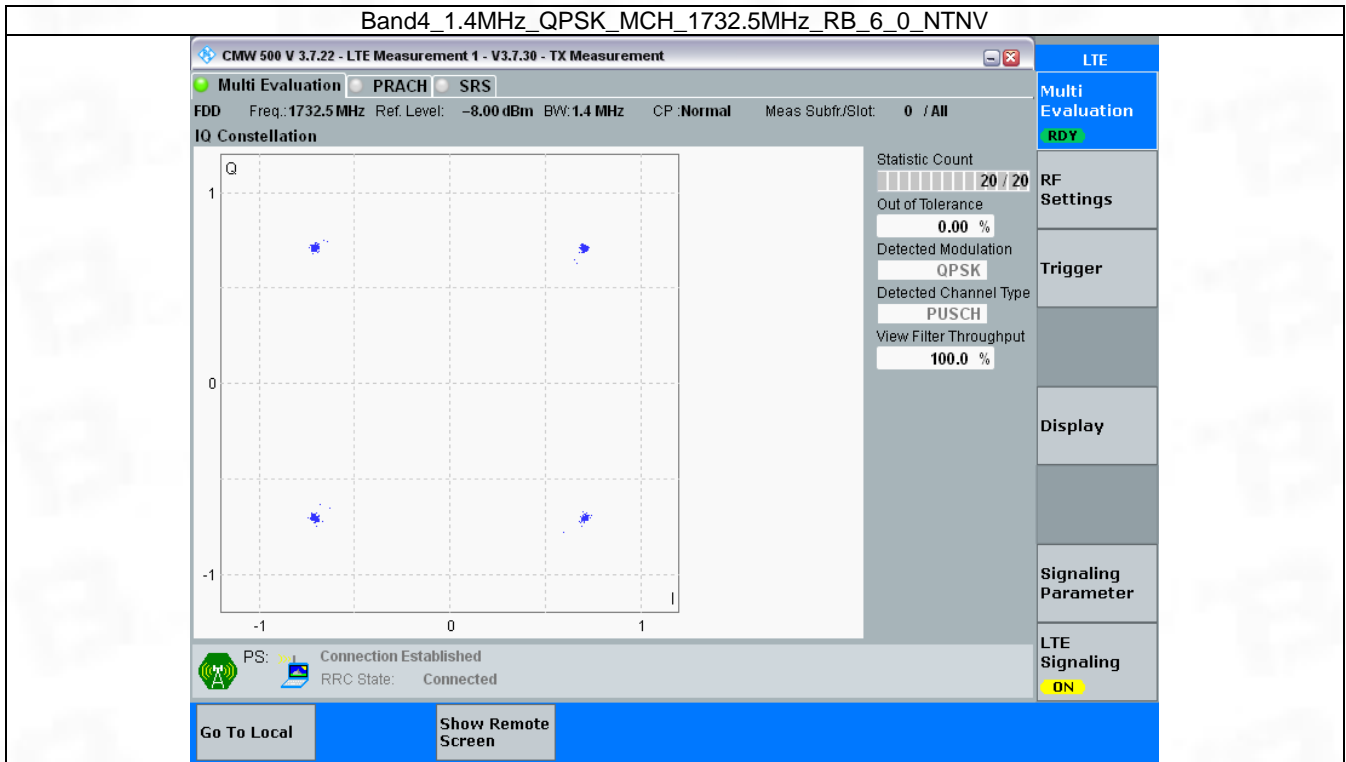 Band4_1.4MHz_QPSK_MCH_1732.5MHz_RB_6_0_NTNV
CMW 500 V 3.7.22 - LTE Measurement 1 - V3.7.30 - TX Measurement
LTE
Multi Evaluation PRACH SRS
FDD Freq.: 1732.5 MHz Ref. Level: -8.00 dBm BW: 1.4 MHz CP :Normal Meas Subfr./Slot: 0 / All
IQ Constellation
Q
1
0
-1
I
-1 0 1
Statistic Count
20 / 20
Out of Tolerance
0.00 %
Detected Modulation
QPSK
Detected Channel Type
PUSCH
View Filter Throughput
100.0 %
Multi
Evaluation
RDY
RF
Settings
Trigger
Display
Signaling
Parameter
LTE
Signaling
ON
PS: Connection Established
RRC State: Connected
Go To Local
Show Remote
Screen